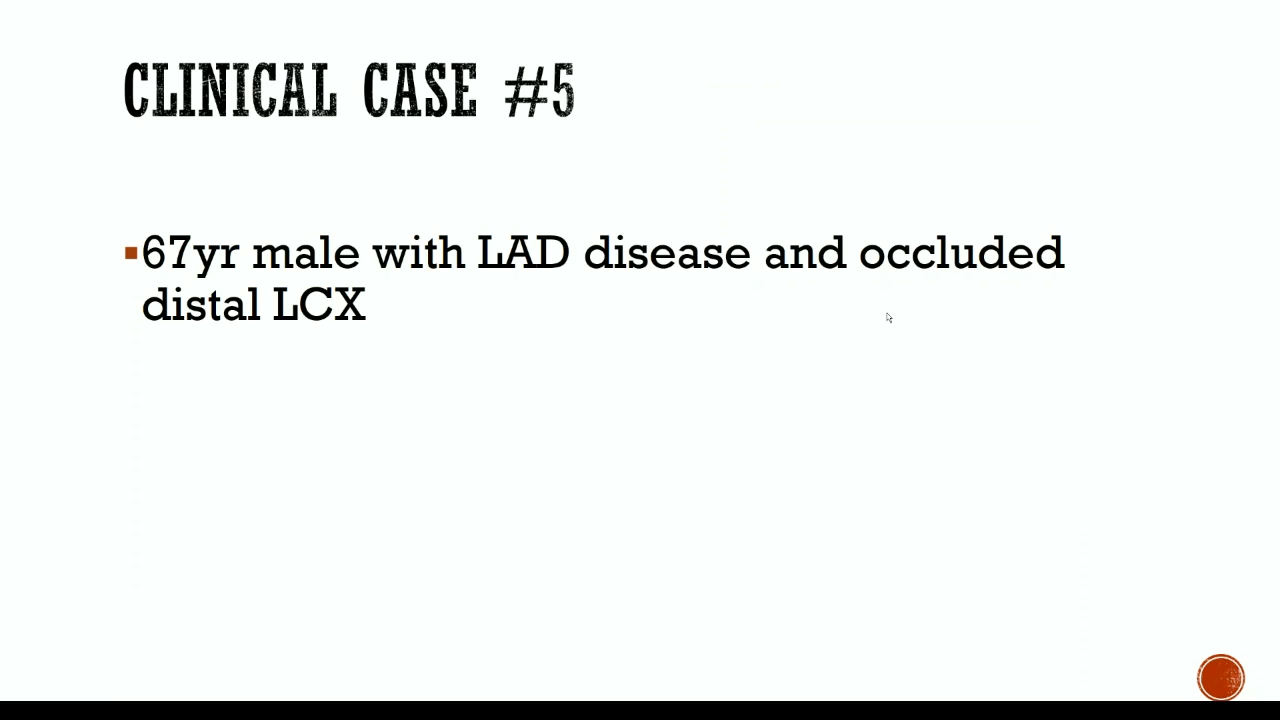 CLINICAL CASE #5
▪67yr male with LAD disease and occluded
distal LCX